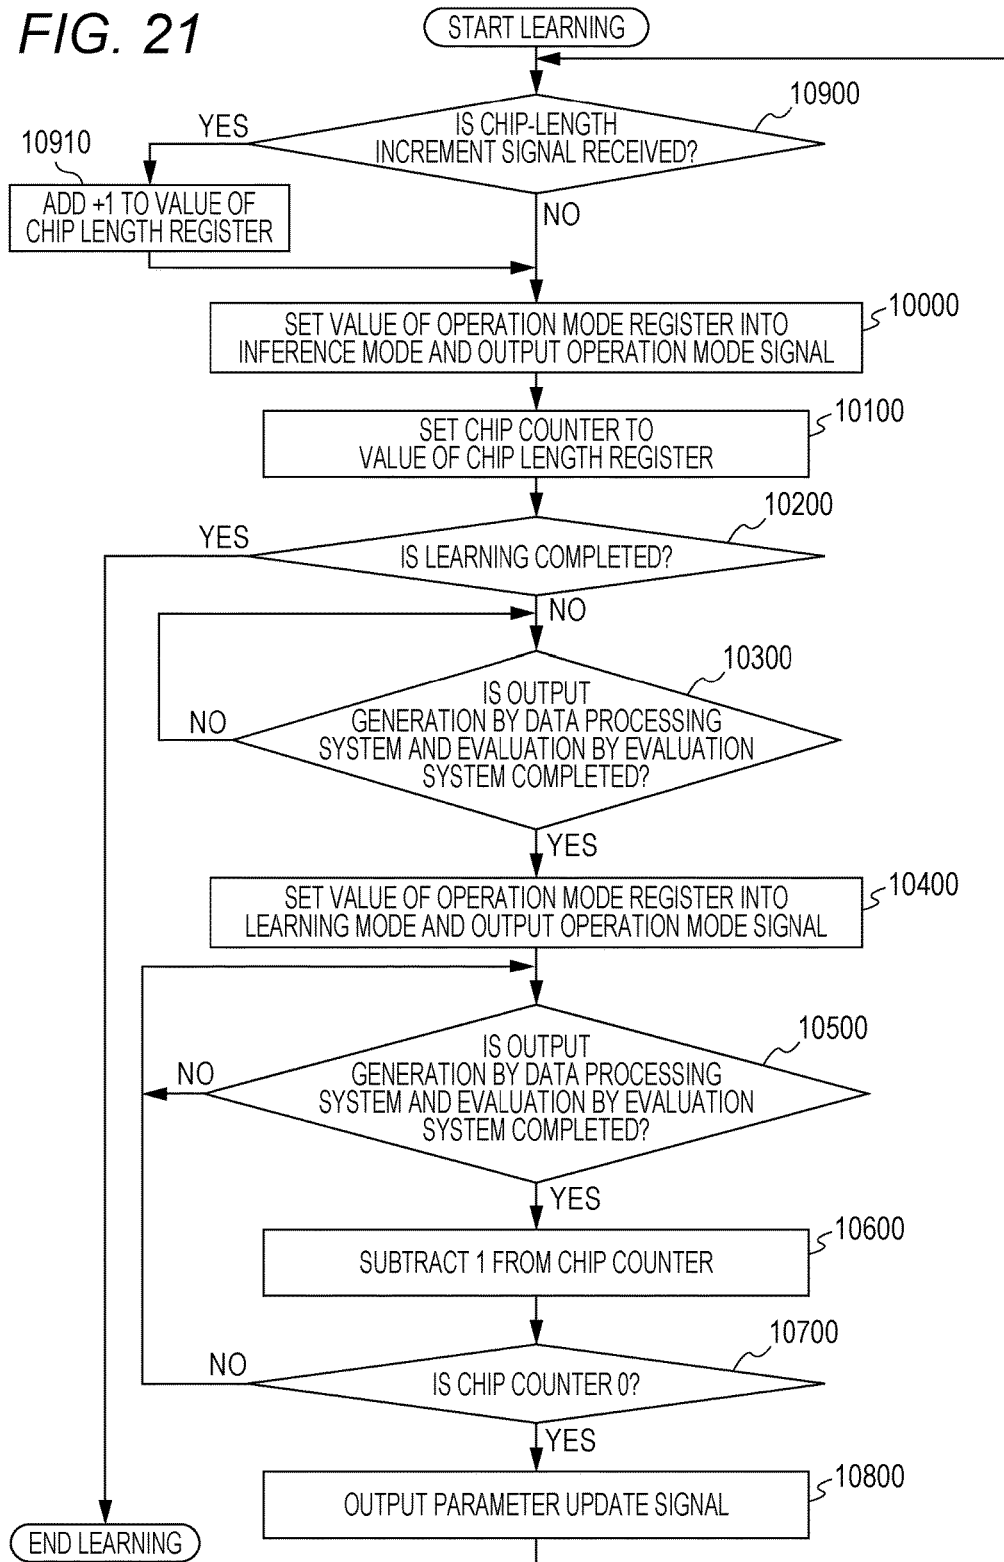 FIG. 21
START LEARNING
10900
IS CHIP-LENGTH
INCREMENT SIGNAL RECEIVED?
YES
10910
ADD +1 TO VALUE OF
CHIP LENGTH REGISTER
NO
10000
SET VALUE OF OPERATION MODE REGISTER INTO
INFERENCE MODE AND OUTPUT OPERATION MODE SIGNAL
10100
SET CHIP COUNTER TO
VALUE OF CHIP LENGTH REGISTER
10200
YES
IS LEARNING COMPLETED?
NO
10300
IS OUTPUT
GENERATION BY DATA PROCESSING
SYSTEM AND EVALUATION BY EVALUATION
SYSTEM COMPLETED?
NO
YES
10400
SET VALUE OF OPERATION MODE REGISTER INTO
LEARNING MODE AND OUTPUT OPERATION MODE SIGNAL
10500
IS OUTPUT
GENERATION BY DATA PROCESSING
SYSTEM AND EVALUATION BY EVALUATION
SYSTEM COMPLETED?
NO
YES
10600
SUBTRACT 1 FROM CHIP COUNTER
10700
NO
IS CHIP COUNTER 0?
YES
10800
OUTPUT PARAMETER UPDATE SIGNAL
END LEARNING